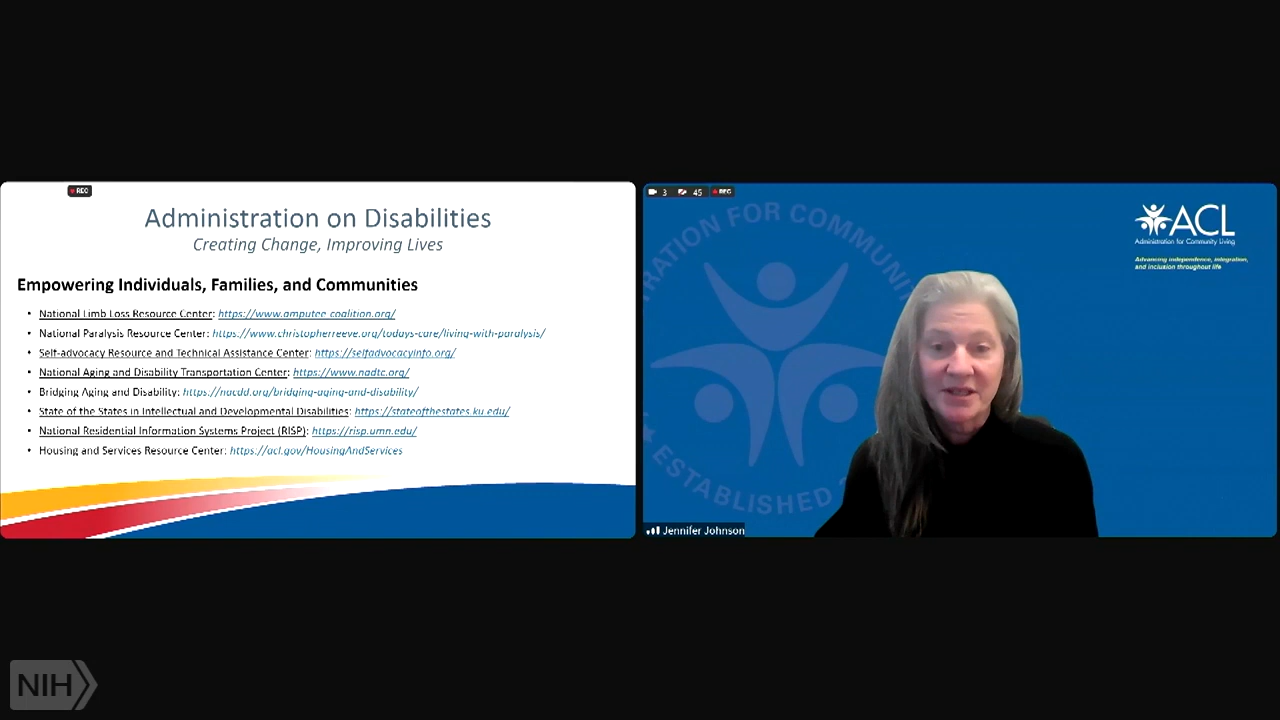 REC
Administration on Disabilities
Creating Change, Improving Lives
Empowering Individuals, Families, and Communities
• National Limb Loss Resource Center: https://www.amputee-coalition.org/
• National Paralysis Resource Center: https://www.christopherreeve.org/todays-care/living-with-paralysis/
• Self-advocacy Resource and Technical Assistance Center: https://selfadvocacyinfo.org/
• National Aging and Disability Transportation Center: https://www.nadtc.org/
• Bridging Aging and Disability: https://nacdd.org/bridging-aging-and-disability/
• State of the States in Intellectual and Developmental Disabilities: https://stateofthestates.ku.edu/
• National Residential Information Systems Project (RISP): https://risp.umn.edu/
• Housing and Services Resource Center: https://acl.gov/HousingAndServices
3 45 REC
TRATION FOR COMMUN
ESTABLISHED 2
ACL
Administration for Community Living
Advancing independence, integration,
and inclusion throughout life
Jennifer Johnson
NIH